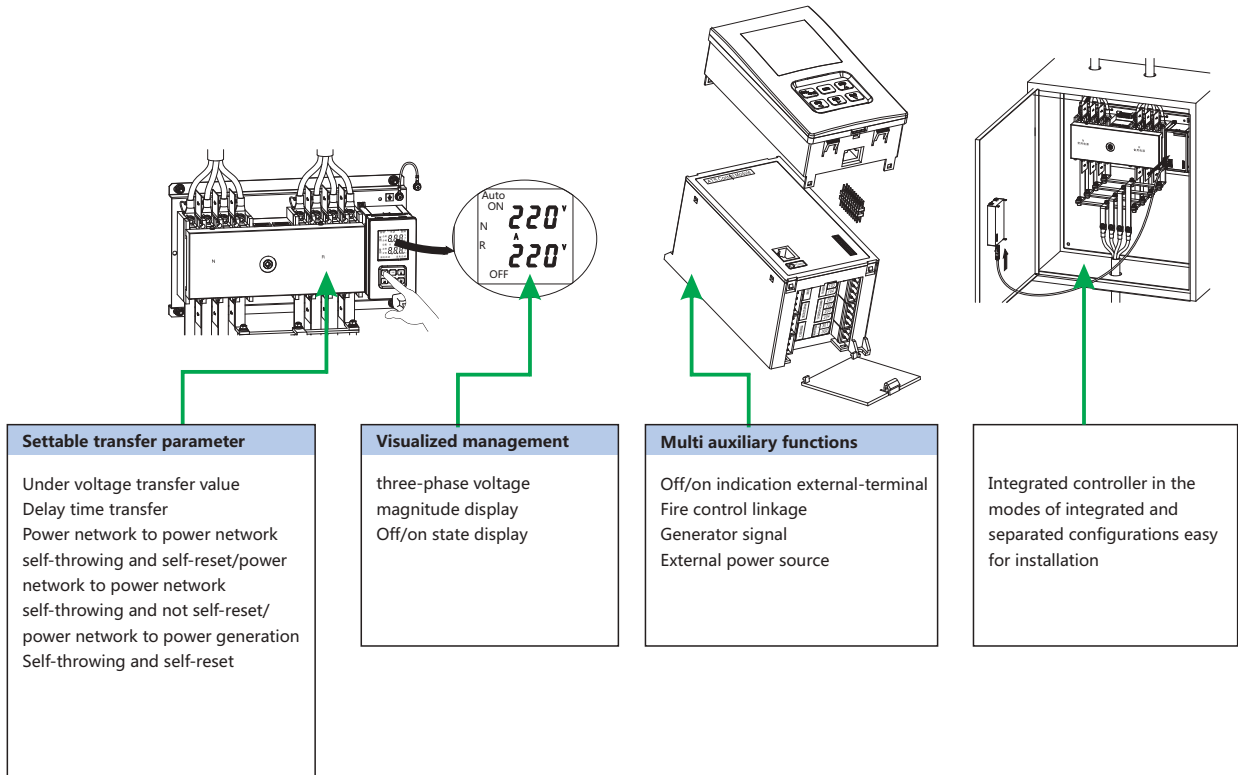 Auto
ON
N
220 V
A
R
220 V
OFF
N
R
Settable transfer parameter
Under voltage transfer value
Delay time transfer
Power network to power network
self-throwing and self-reset/power
network to power network
self-throwing and not self-reset/
power network to power generation
Self-throwing and self-reset
Visualized management
three-phase voltage
magnitude display
Off/on state display
Multi auxiliary functions
Off/on indication external-terminal
Fire control linkage
Generator signal
External power source
Integrated controller in the
modes of integrated and
separated configurations easy
for installation